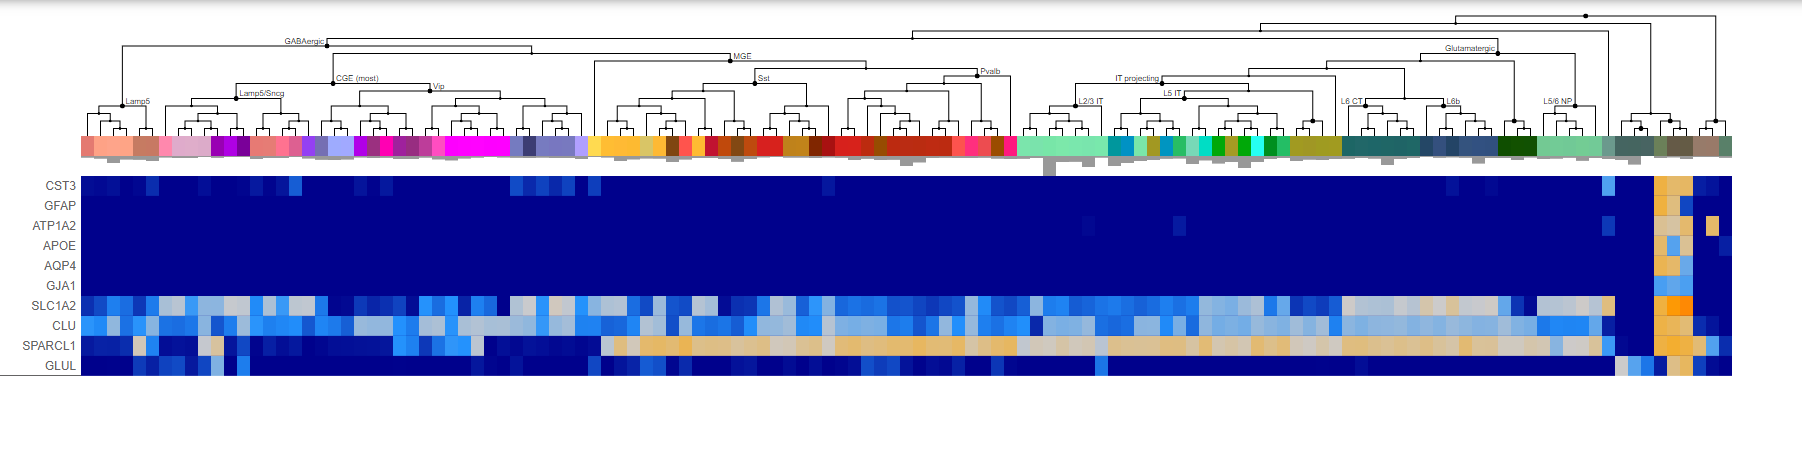 GABAergic
Glutamatergic
MGE
Pvalb
CGE (most)
Sst
IT projecting
Vip
Lamp5/Sncg
L5 IT
Lamp5
L2/3 IT
L6 CT
L6b
L5/6 NP
CST3
GFAP
ATP1A2
APOE
AQP4
GJA1
SLC1A2
CLU
SPARCL1
GLUL